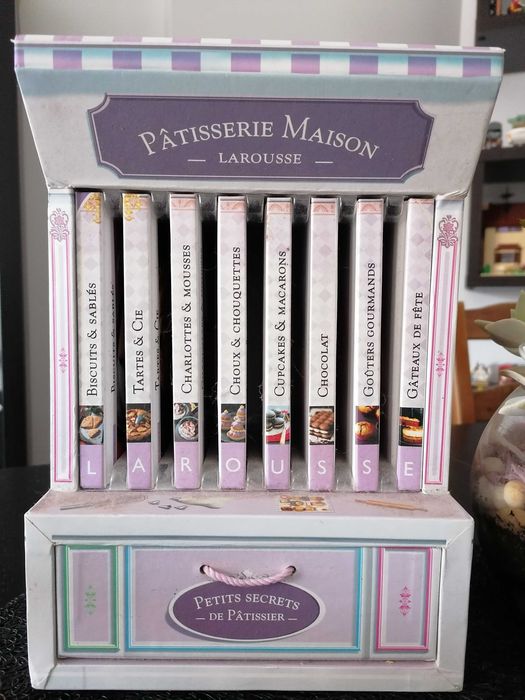 PÂTISSERIE MAISON
— LAROUSSE —
BISCUITS & SABLÉS
TARTES & CIE
CHARLOTTES & MOUSSES
CHOUX & CHOUQUETTES
CUPCAKES & MACARONS
CHOCOLAT
GOÛTERS GOURMANDS
GÂTEAUX DE FÊTE
L A R O U S S E
PETITS SECRETS
— DE PÂTISSIER —